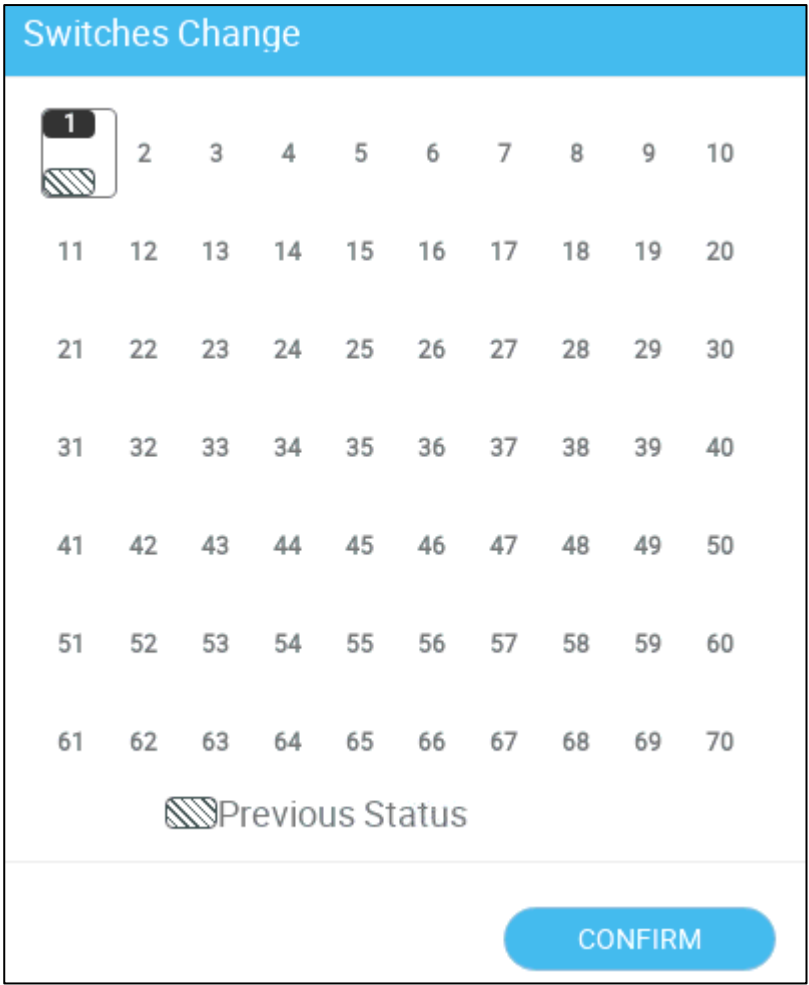 Switches Change
1 2 3 4 5 6 7 8 9 10
11 12 13 14 15 16 17 18 19 20
21 22 23 24 25 26 27 28 29 30
31 32 33 34 35 36 37 38 39 40
41 42 43 44 45 46 47 48 49 50
51 52 53 54 55 56 57 58 59 60
61 62 63 64 65 66 67 68 69 70
Previous Status
CONFIRM